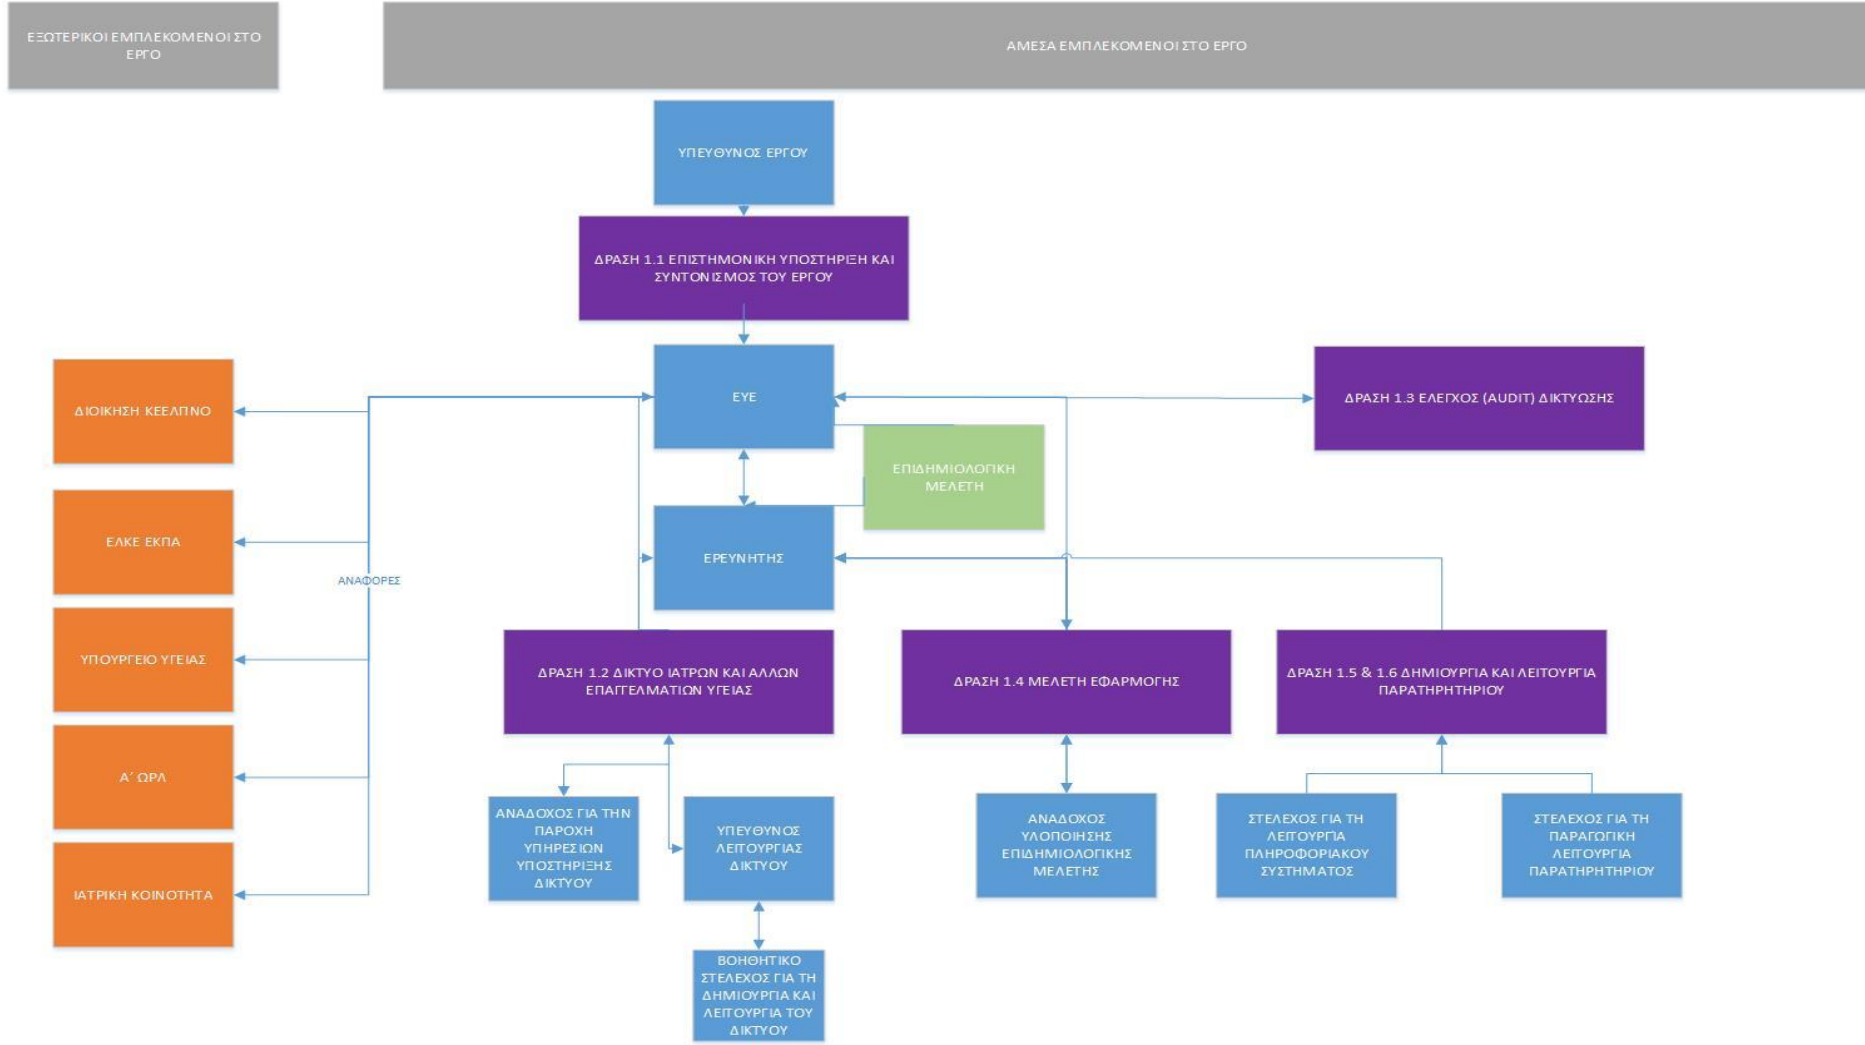 ΕΞΩΤΕΡΙΚΟΙ ΕΜΠΛΕΚΟΜΕΝΟΙ ΣΤΟ
ΕΡΓΟ
ΑΜΕΣΑ ΕΜΠΛΕΚΟΜΕΝΟΙ ΣΤΟ ΕΡΓΟ
ΥΠΕΥΘΥΝΟΣ ΕΡΓΟΥ
ΔΡΑΣΗ 1.1 ΕΠΙΣΤΗΜΟΝΙΚΗ ΥΠΟΣΤΗΡΙΞΗ ΚΑΙ
ΣΥΝΤΟΝΙΣΜΟΣ ΤΟΥ ΕΡΓΟΥ
ΕΥΕ
ΔΡΑΣΗ 1.3 ΕΛΕΓΧΟΣ (AUDIT) ΔΙΚΤΥΩΣΗΣ
ΕΠΙΔΗΜΙΟΛΟΓΙΚΗ
ΜΕΛΕΤΗ
ΕΡΕΥΝΗΤΗΣ
ΔΙΟΙΚΗΣΗ ΚΕΕΛΠΝΟ
ΕΛΚΕ ΕΚΠΑ
ΑΝΑΦΟΡΕΣ
ΥΠΟΥΡΓΕΙΟ ΥΓΕΙΑΣ
Α΄ ΩΡΛ
ΙΑΤΡΙΚΗ ΚΟΙΝΟΤΗΤΑ
ΔΡΑΣΗ 1.2 ΔΙΚΤΥΟ ΙΑΤΡΩΝ ΚΑΙ ΑΛΛΩΝ
ΕΠΑΓΓΕΛΜΑΤΙΩΝ ΥΓΕΙΑΣ
ΔΡΑΣΗ 1.4 ΜΕΛΕΤΗ ΕΦΑΡΜΟΓΗΣ
ΔΡΑΣΗ 1.5 & 1.6 ΔΗΜΙΟΥΡΓΙΑ ΚΑΙ ΛΕΙΤΟΥΡΓΙΑ
ΠΑΡΑΤΗΡΗΤΗΡΙΟΥ
ΑΝΑΔΟΧΟΣ ΓΙΑ ΤΗΝ
ΠΑΡΟΧΗ
ΥΠΗΡΕΣΙΩΝ
ΥΠΟΣΤΗΡΙΞΗΣ
ΔΙΚΤΥΟΥ
ΥΠΕΥΘΥΝΟΣ
ΛΕΙΤΟΥΡΓΙΑΣ
ΔΙΚΤΥΟΥ
ΑΝΑΔΟΧΟΣ
ΥΛΟΠΟΙΗΣΗΣ
ΕΠΙΔΗΜΙΟΛΟΓΙΚΗΣ
ΜΕΛΕΤΗΣ
ΣΤΕΛΕΧΟΣ ΓΙΑ ΤΗ
ΛΕΙΤΟΥΡΓΙΑ
ΠΛΗΡΟΦΟΡΙΑΚΟΥ
ΣΥΣΤΗΜΑΤΟΣ
ΣΤΕΛΕΧΟΣ ΓΙΑ ΤΗ
ΠΑΡΑΓΩΓΙΚΗ
ΛΕΙΤΟΥΡΓΙΑ
ΠΑΡΑΤΗΡΗΤΗΡΙΟΥ
ΒΟΗΘΗΤΙΚΟ
ΣΤΕΛΕΧΟΣ ΓΙΑ ΤΗ
ΔΗΜΙΟΥΡΓΙΑ ΚΑΙ
ΛΕΙΤΟΥΡΓΙΑ ΤΟΥ
ΔΙΚΤΥΟΥ